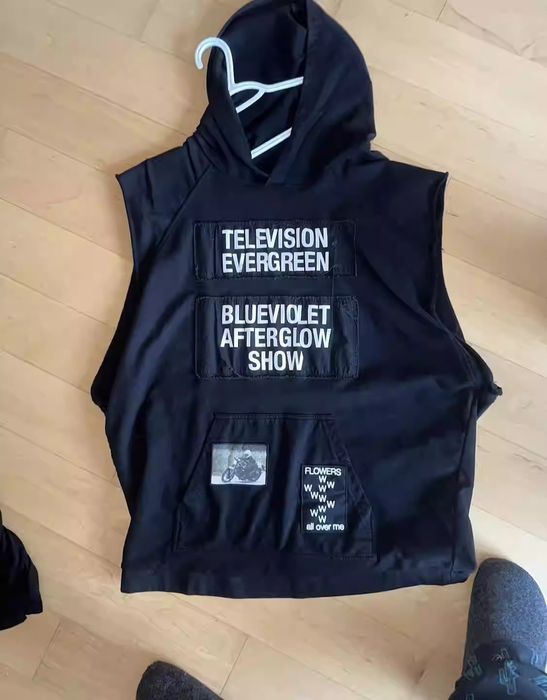 TELEVISION
EVERGREEN
BLUEVIOLET
AFTERGLOW
SHOW
FLOWERS
W
W W W
W W
W W W
W W
W
all over me